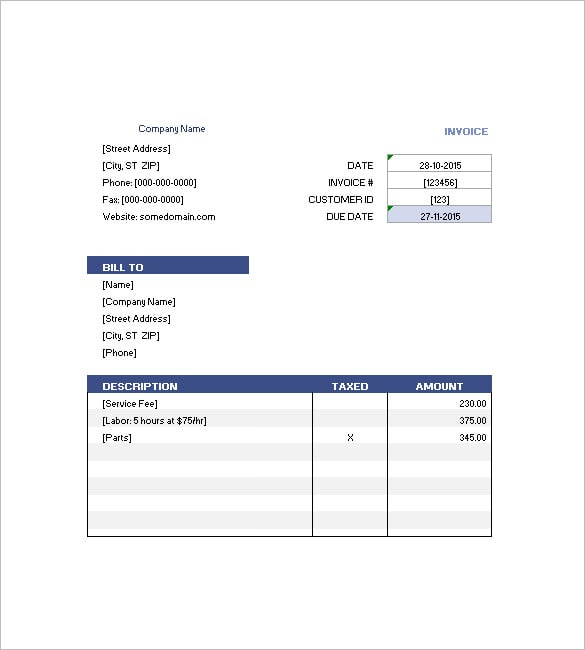 Company Name
INVOICE
[Street Address]
[City, ST ZIP]
DATE 28-10-2015
Phone: [000-000-0000]
INVOICE # [123456]
Fax: [000-000-0000]
CUSTOMER ID [123]
Website: somedomain.com
DUE DATE 27-11-2015
BILL TO
[Name]
[Company Name]
[Street Address]
[City, ST ZIP]
[Phone]
DESCRIPTION TAXED AMOUNT
[Service Fee] 230.00
[Labor: 5 hours at $75/hr] 375.00
[Parts] X 345.00